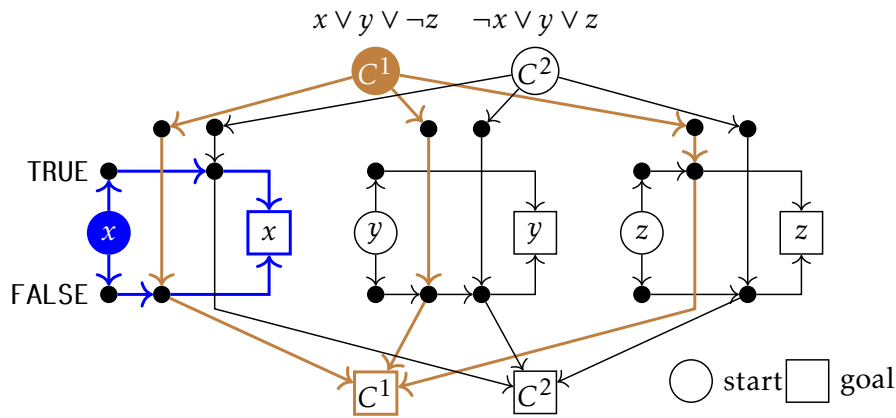 x ∨ y ∨ ¬z ¬x ∨ y ∨ z
C¹ C²
TRUE
x x y y z z
FALSE
C¹ C² start goal